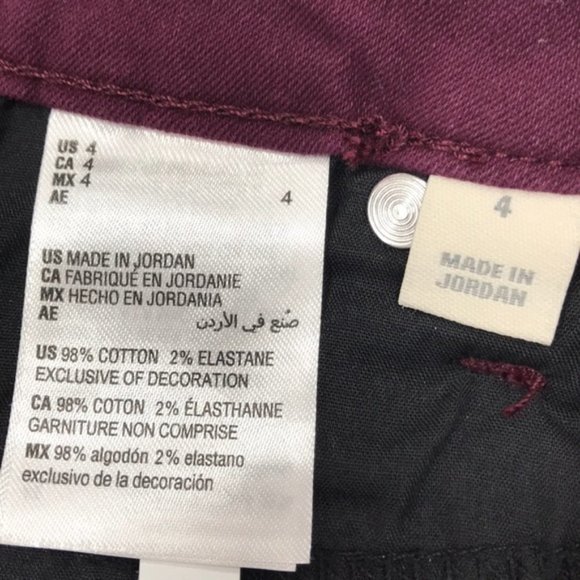 US 4
CA 4
MX 4
AE 4
US MADE IN JORDAN
CA FABRIQUÉ EN JORDANIE
MX HECHO EN JORDANIA
AE صُنع في الأردن
US 98% COTTON 2% ELASTANE
EXCLUSIVE OF DECORATION
CA 98% COTON 2% ÉLASTHANNE
GARNITURE NON COMPRISE
MX 98% algodón 2% elastano
exclusivo de la decoración
4
MADE IN
JORDAN